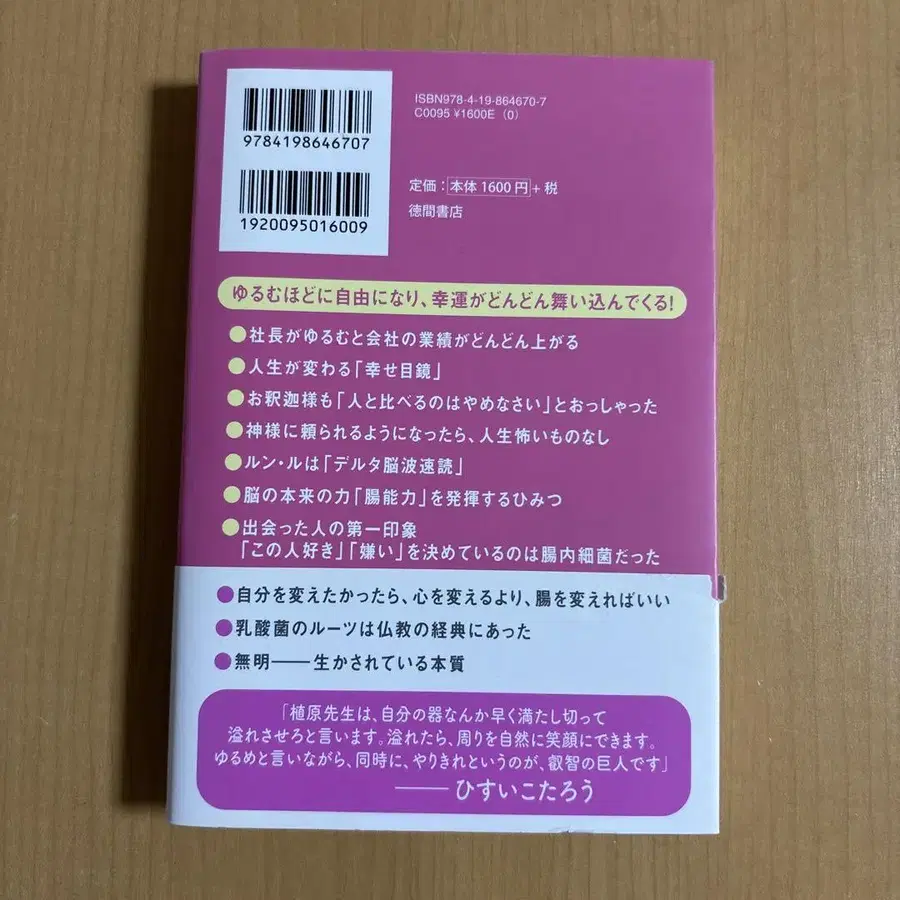 9784198646707
ISBN978-4-19-864670-7
C0095 ¥1600E (0)
1920095016009
定価:本体1600円+税
徳間書店
ゆるむほどに自由になり、幸運がどんどん舞い込んでくる!
●社長がゆるむと会社の業績がどんどん上がる
●人生が変わる「幸せ目鏡」
●お釈迦様も「人と比べるのはやめなさい」とおっしゃった
●神様に頼られるようになったら、人生怖いものなし
●ルン・ルは「デルタ脳波速読」
●脳の本来の力「腸能力」を発揮するひみつ
●出会った人の第一印象
「この人好き」「嫌い」を決めているのは腸内細菌だった
●自分を変えたかったら、心を変えるより、腸を変えればいい
●乳酸菌のルーツは仏教の経典にあった
●無明――生かされている本質
「植原先生は、自分の器なんか早く満たし切って
溢れさせろと言います。溢れたら、周りを自然に笑顔にできます。
ゆるめと言いながら、同時に、やりきれというのが、叡智の巨人です」
――ひすいこたろう